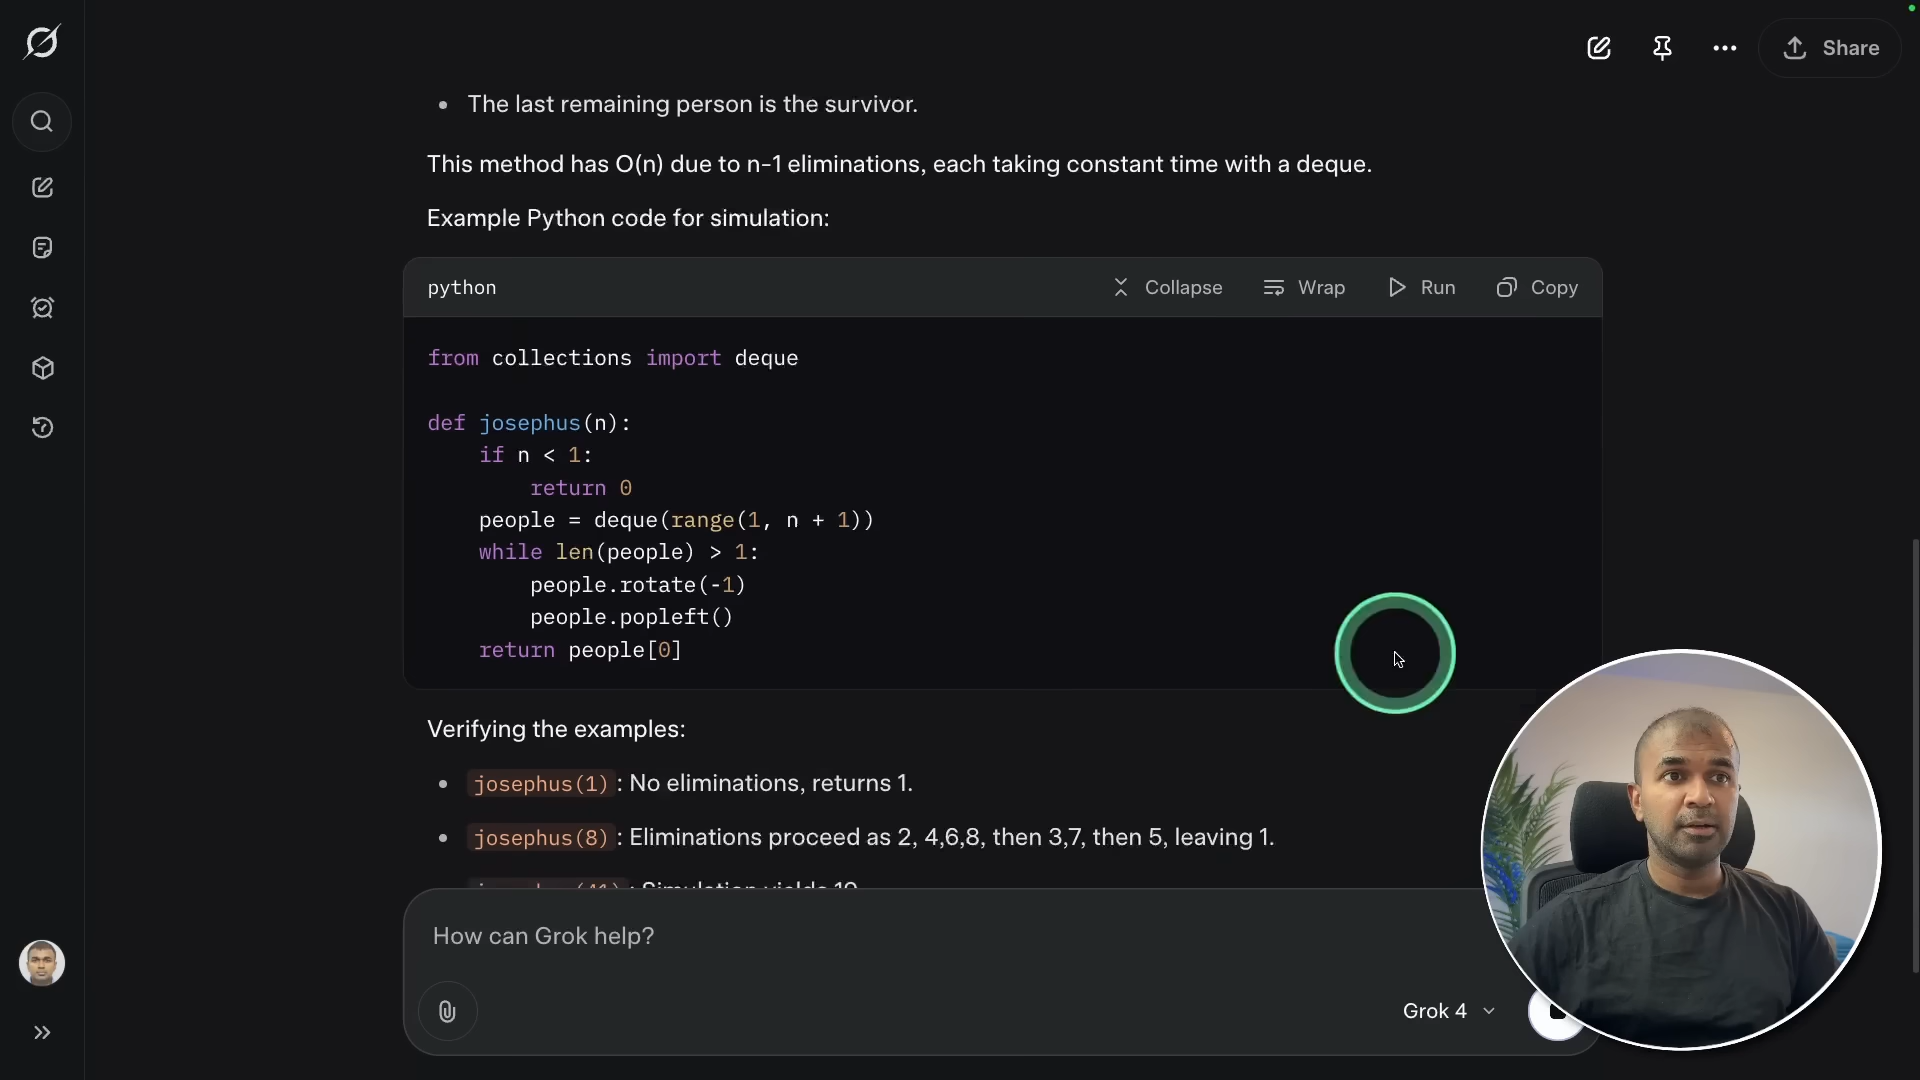 Share
• The last remaining person is the survivor.
This method has O(n) due to n-1 eliminations, each taking constant time with a deque.
Example Python code for simulation:
python
Collapse
Wrap
Run
Copy
from collections import deque
def josephus(n):
if n < 1:
return 0
people = deque(range(1, n + 1))
while len(people) > 1:
people.rotate(-1)
people.popleft()
return people[0]
Verifying the examples:
• josephus(1) : No eliminations, returns 1.
• josephus(8) : Eliminations proceed as 2, 4,6,8, then 3,7, then 5, leaving 1.
: Simulation yields 19
How can Grok help?
Grok 4